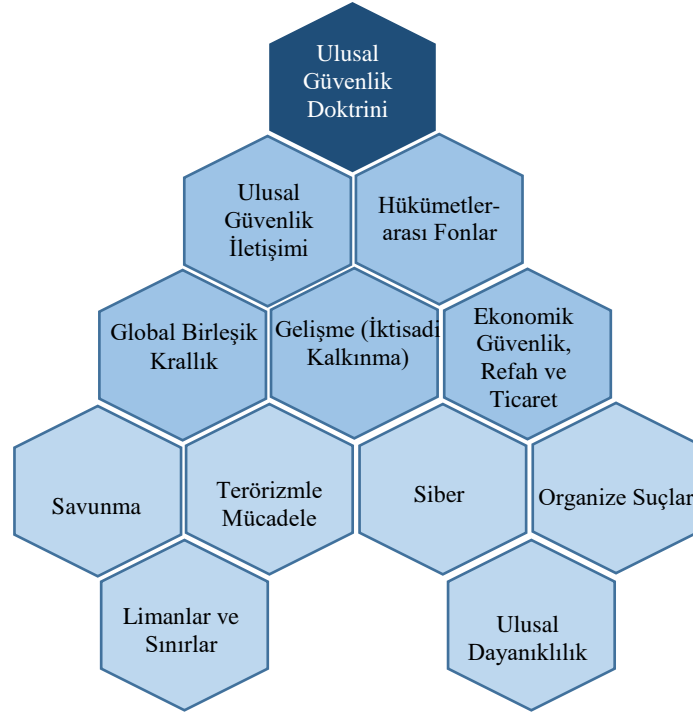 Ulusal
Güvenlik
Doktrini
Ulusal
Güvenlik
İletişimi
Hükümetler-
arası Fonlar
Global Birleşik
Krallık
Gelişme (İktisadi
Kalkınma)
Ekonomik
Güvenlik,
Refah ve
Ticaret
Savunma
Terörizmle
Mücadele
Siber
Organize Suçlar
Limanlar ve
Sınırlar
Ulusal
Dayanıklılık